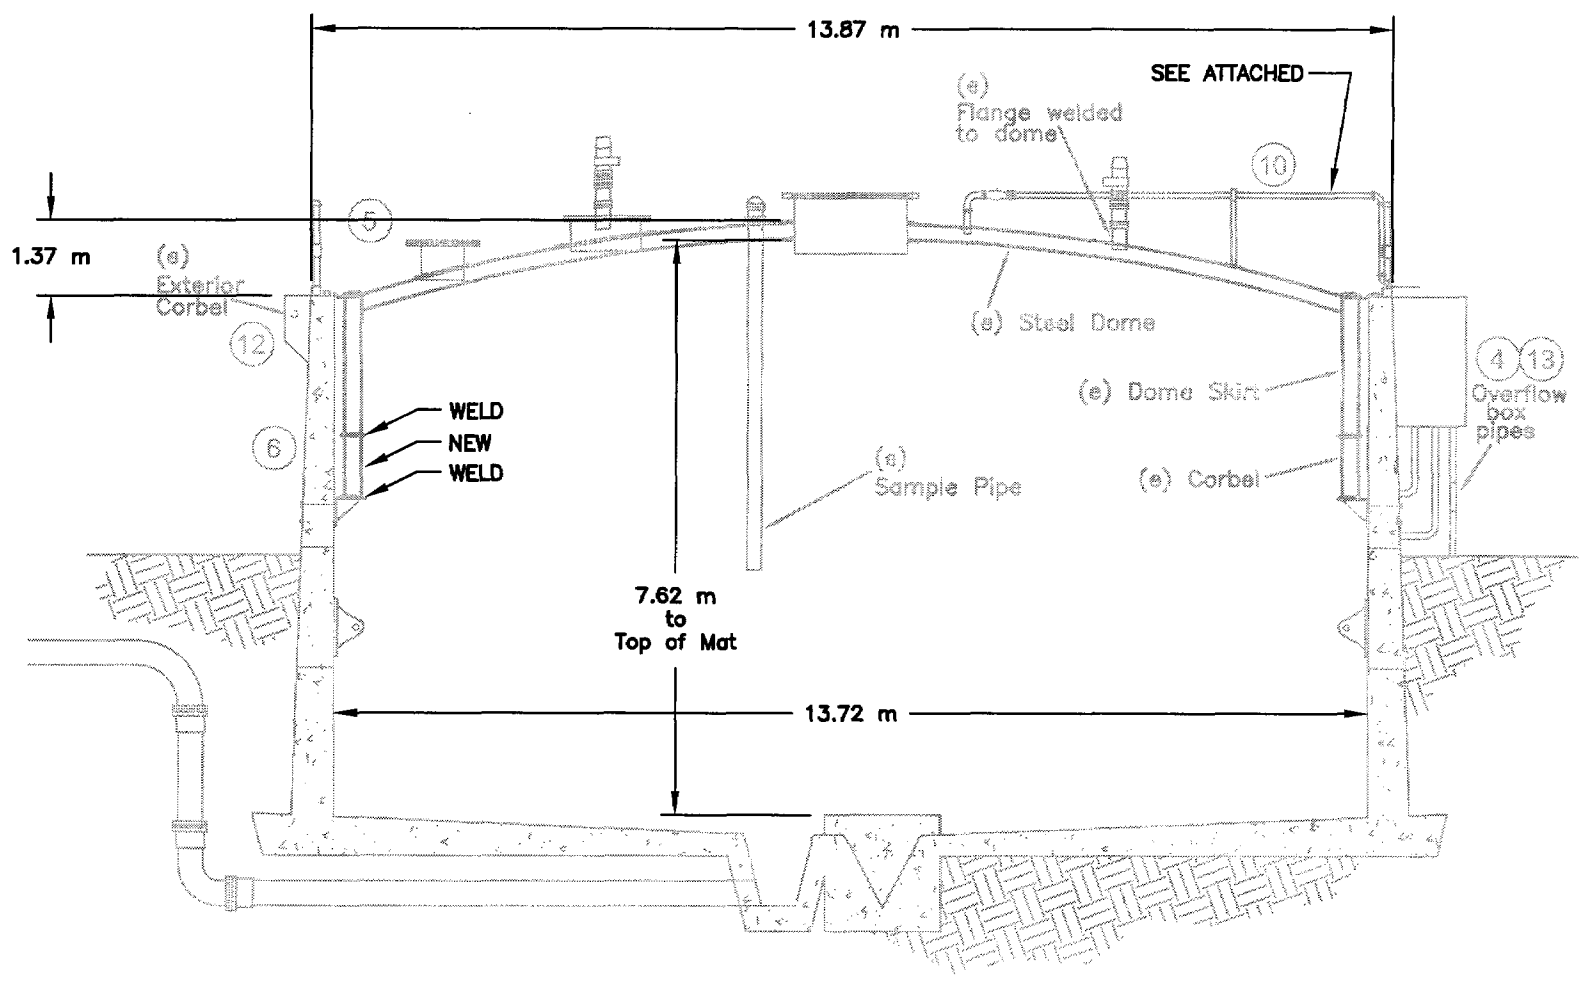 13.87 m
SEE ATTACHED
(e)
Flange welded
to dome
10
5
1.37 m
(e)
Exterior
Corbel
12
(e) Steel Dome
4 13
Overflow
box
pipes
(e) Dome Skirt
WELD
NEW
WELD
6
(e)
Sample Pipe
(e) Corbel
7.62 m
to
Top of Mat
13.72 m